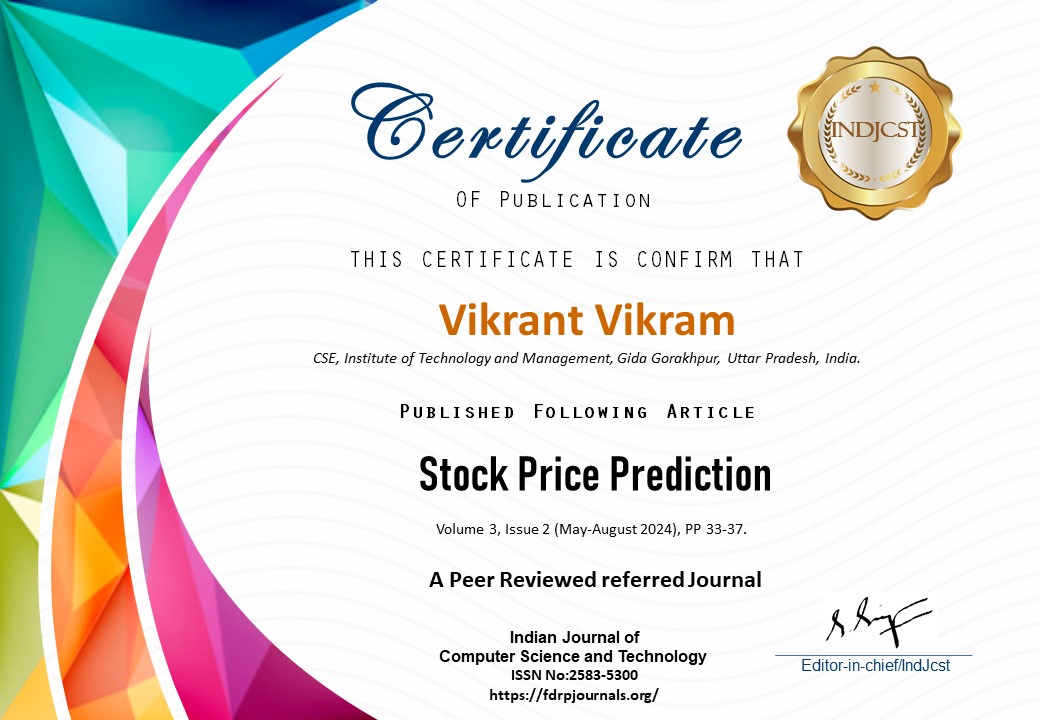 Certificate
OF PUBLICATION
INDJCST
THIS CERTIFICATE IS CONFIRM THAT
Vikrant Vikram
CSE, Institute of Technology and Management, Gida Gorakhpur, Uttar Pradesh, India.
PUBLISHED FOLLOWING ARTICLE
Stock Price Prediction
Volume 3, Issue 2 (May-August 2024), PP 33-37.
A Peer Reviewed referred Journal
Indian Journal of
Computer Science and Technology
ISSN No:2583-5300
https://fdrpjournals.org/
Editor-in-chief/IndJcst